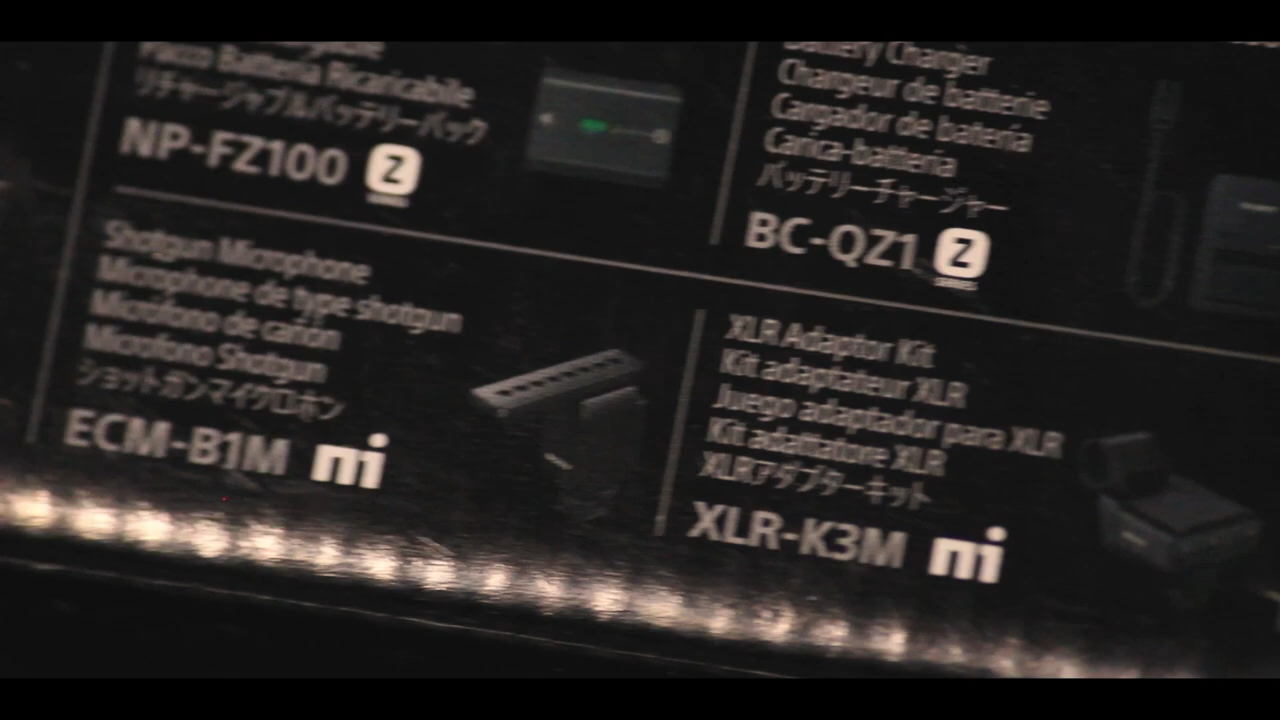 Pacco Batteria Ricaricabile
リチャージャブルバッテリーパック
NP-FZ100 Z
Battery Charger
Chargeur de batterie
Cargador de batería
Carica-batteria
バッテリーチャージャー
BC-QZ1 Z
Shotgun Microphone
Microphone de type shotgun
Micrófono de cañón
Microfono Shotgun
ショットガンマイクロホン
ECM-B1M mi
XLR Adaptor Kit
Kit adaptateur XLR
Juego adaptador para XLR
Kit adattatore XLR
XLRアダプターキット
XLR-K3M mi